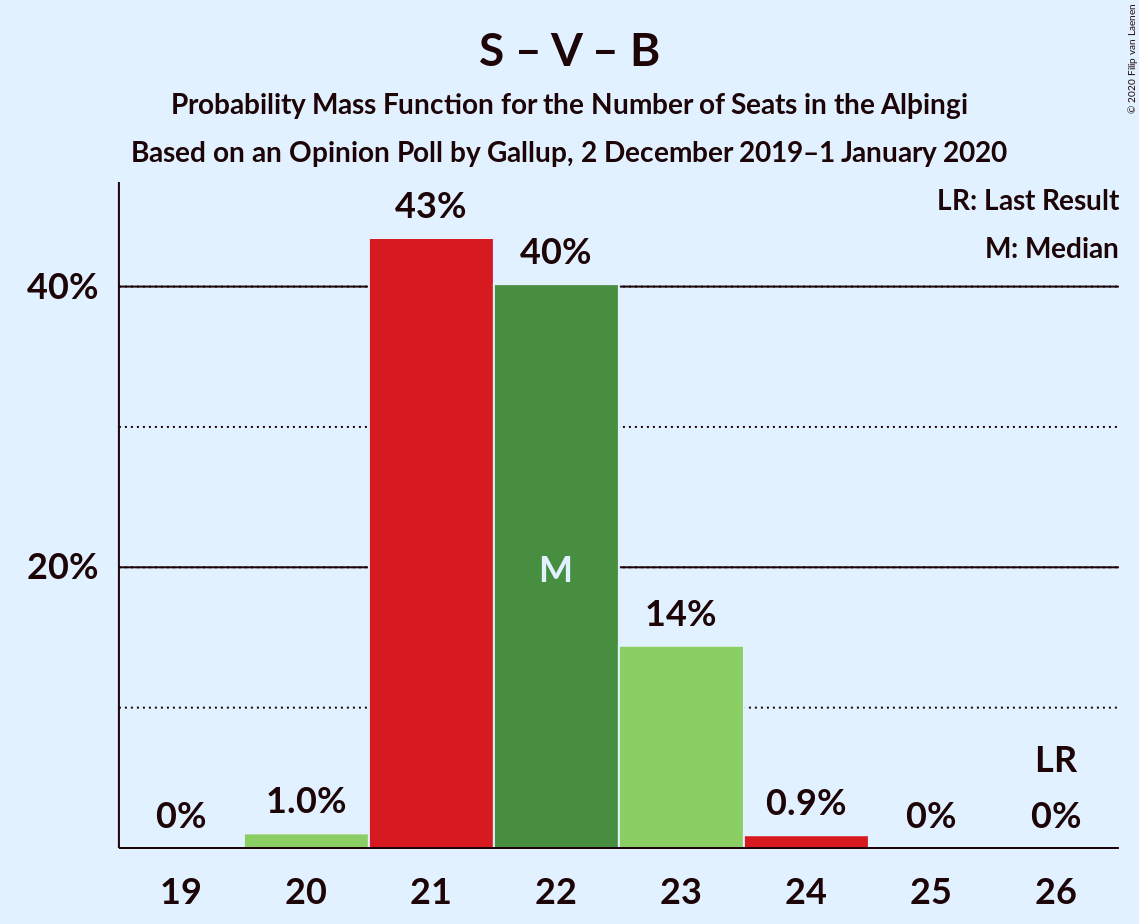 S – V – B
Probability Mass Function for the Number of Seats in the Alþingi
Based on an Opinion Poll by Gallup, 2 December 2019–1 January 2020
© 2020 Filip van Laenen
LR: Last Result
M: Median
43%
40%
40%
20%
M
14%
LR
0%
1.0%
0.9%
0%
0%
19 20 21 22 23 24 25 26